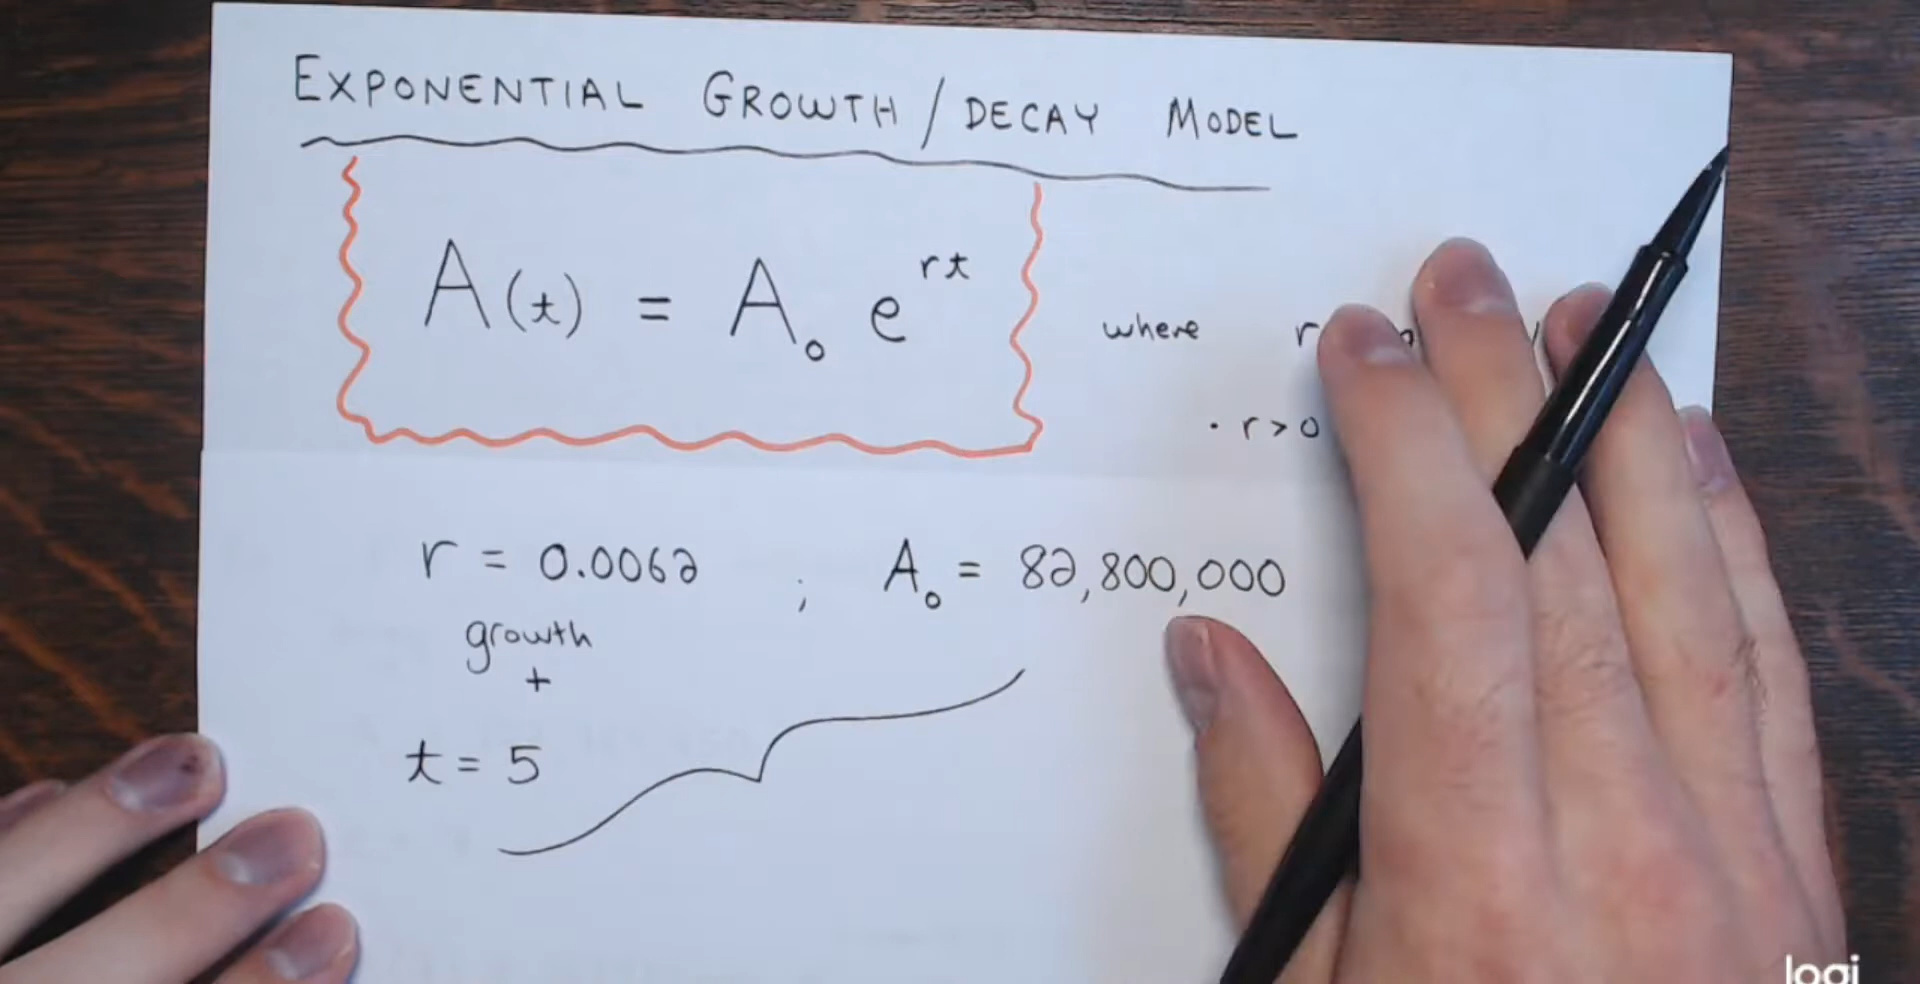 EXPONENTIAL GROWTH / DECAY MODEL
A(t) = A₀ e^{rt} where r
· r > 0
r = 0.0062 ; A₀ = 82,800,000
growth
+
t = 5
logi